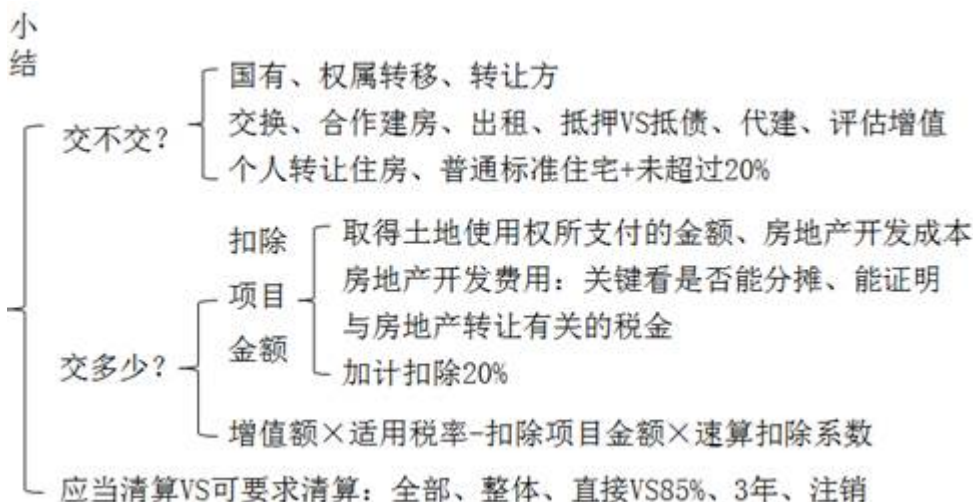 小
结
交不交?
国有、权属转移、转让方
交换、合作建房、出租、抵押VS抵债、代建、评估增值
个人转让住房、普通标准住宅+未超过20%
交多少?
扣除
项目
金额
取得土地使用权所支付的金额、房地产开发成本
房地产开发费用：关键看是否能分摊、能证明
与房地产转让有关的税金
加计扣除20%
增值额×适用税率-扣除项目金额×速算扣除系数
应当清算VS可要求清算：全部、整体、直接VS85%、3年、注销